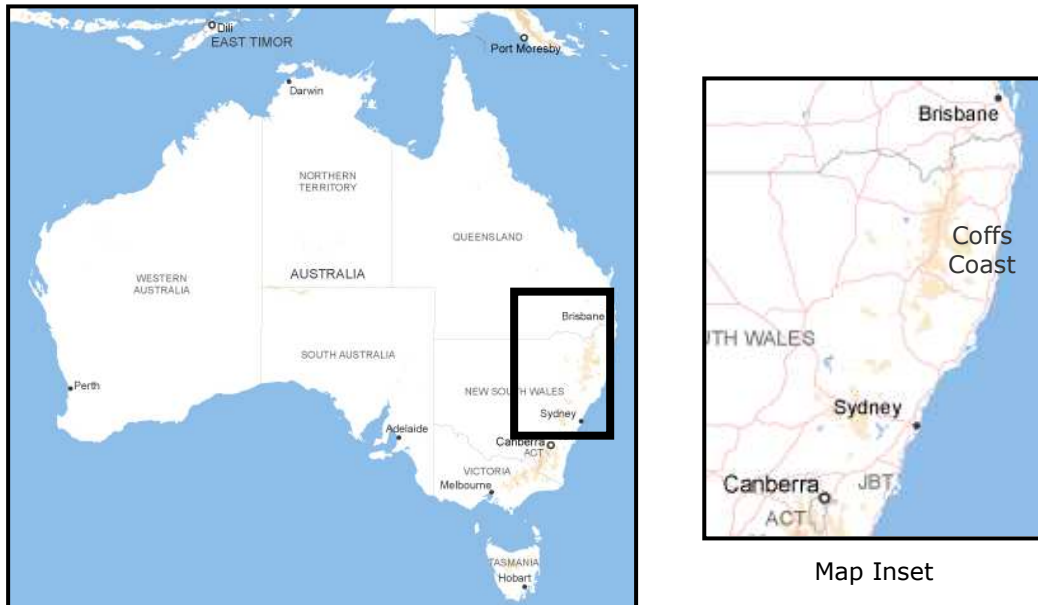 Dili
EAST TIMOR
Port Moresby
Darwin
NORTHERN
TERRITORY
QUEENSLAND
WESTERN
AUSTRALIA
AUSTRALIA
Brisbane
SOUTH AUSTRALIA
Perth
NEW SOUTH WALES
Sydney
Adelaide
Canberra
ACT
VICTORIA
Melbourne
TASMANIA
Hobart
Brisbane
Coffs
Coast
UTH WALES
Sydney
Canberra
JBT
ACT
Map Inset